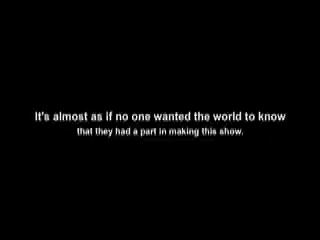 It's almost as if no one wanted the world to know
that they had a part in making this show.